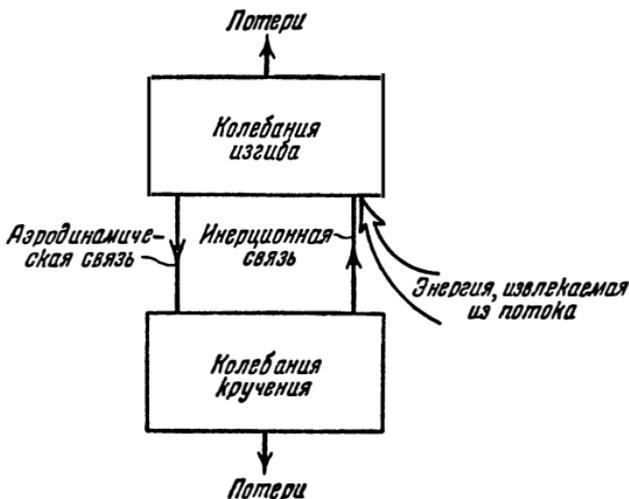 Потери
Колебания
изгиба
Аэродинамиче-
ская связь
Инерционная
связь
Энергия, извлекаемая
из потока
Колебания
кручения
Потери